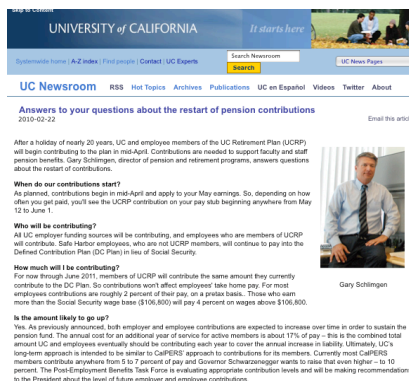 Skip to Content
UNIVERSITY of CALIFORNIA
It starts here
Systemwide home | A-Z index | Find people | Contact | UC Experts
Search Newsroom
Search
UC News Pages
UC Newsroom RSS Hot Topics Archives Publications UC en Español Videos Twitter About
Answers to your questions about the restart of pension contributions
2010-02-22
Email this artic
After a holiday of nearly 20 years, UC and employee members of the UC Retirement Plan (UCRP)
will begin contributing to the plan in mid-April. Contributions are needed to support faculty and staff
pension benefits. Gary Schlimgen, director of pension and retirement programs, answers questions
about the restart of contributions.
When do our contributions start?
As planned, contributions begin in mid-April and apply to your May earnings. So, depending on how
often you get paid, you'll see the UCRP contribution on your pay stub beginning anywhere from May
12 to June 1.
Who will be contributing?
All UC employer funding sources will be contributing, and employees who are members of UCRP
will contribute. Safe Harbor employees, who are not UCRP members, will continue to pay into the
Defined Contribution Plan (DC Plan) in lieu of Social Security.
How much will I be contributing?
For now through June 2011, members of UCRP will contribute the same amount they currently
contribute to the DC Plan. So contributions won't affect employees' take home pay. For most
employees contributions are roughly 2 percent of their pay, on a pretax basis. Those who earn
more than the Social Security wage base ($106,800) will pay 4 percent on wages above $106,800.
Gary Schlimgen
Is the amount likely to go up?
Yes. As previously announced, both employer and employee contributions are expected to increase over time in order to sustain the
pension fund. The annual cost for an additional year of service for active members is about 17% of pay – this is the combined total
amount UC and employees eventually should be contributing each year to cover the annual increase in liability. Ultimately, UC's
long-term approach is intended to be similar to CalPERS' approach to contributions for its members. Currently most CalPERS
members contribute anywhere from 5 to 7 percent of pay and Governor Schwarzenegger wants to raise that even higher – to 10
percent. The Post-Employment Benefits Task Force is evaluating appropriate contribution levels and will be making recommendation
to the President about the level of future employer and employee contributions.